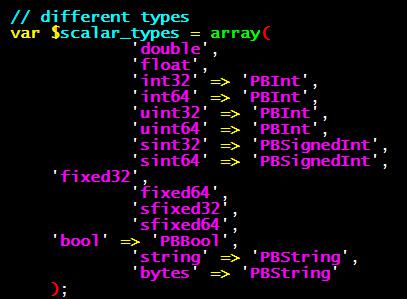 // different types
var $scalar_types = array(
'double',
'float',
'int32' => 'PBInt',
'int64' => 'PBInt',
'uint32' => 'PBInt',
'uint64' => 'PBInt',
'sint32' => 'PBSignedInt',
'sint64' => 'PBSignedInt',
'fixed32',
'fixed64',
'sfixed32',
'sfixed64',
'bool' => 'PBBool',
'string' => 'PBString',
'bytes' => 'PBString'
);